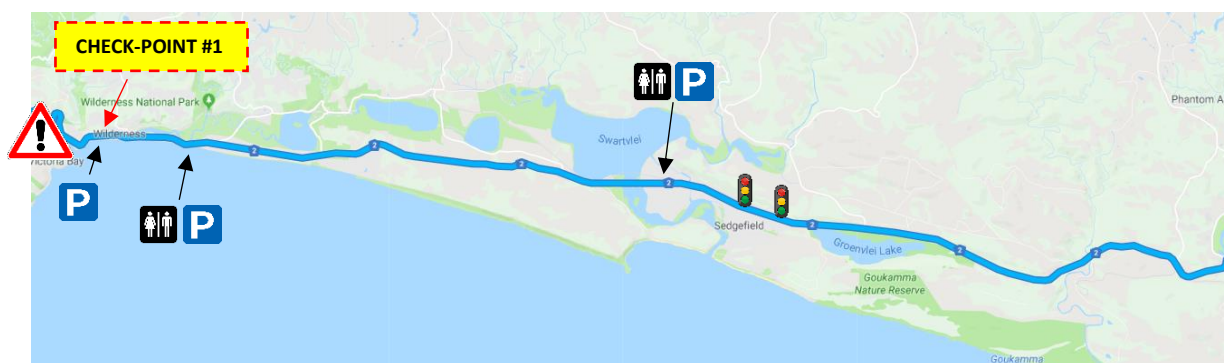 CHECK-POINT #1
Wilderness National Park
Phantom A
Wilderness
Swartvlei
Victoria Bay
P
P
P
2
2
2
2
2
2
2
Sedgefield
Groenvlei Lake
Goukamma
Nature Reserve
Goukamma